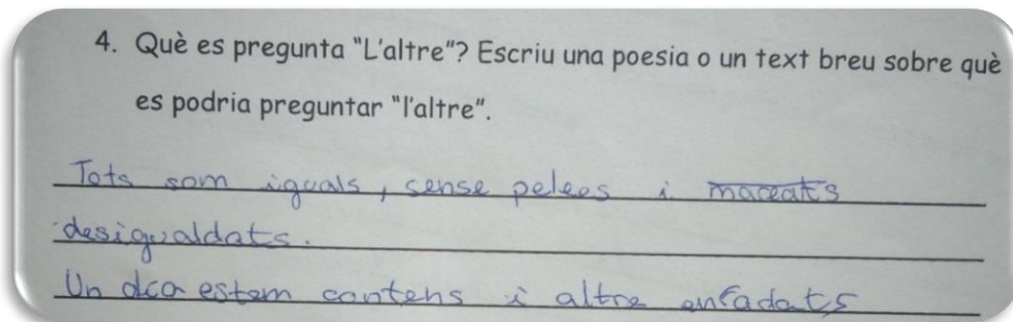 4. Què es pregunta "L'altre"? Escriu una poesia o un text breu sobre què
es podria preguntar "l'altre".
Tots som iguals, sense pelees i
desigualdats.
Un dia estem contens i altre enfadats